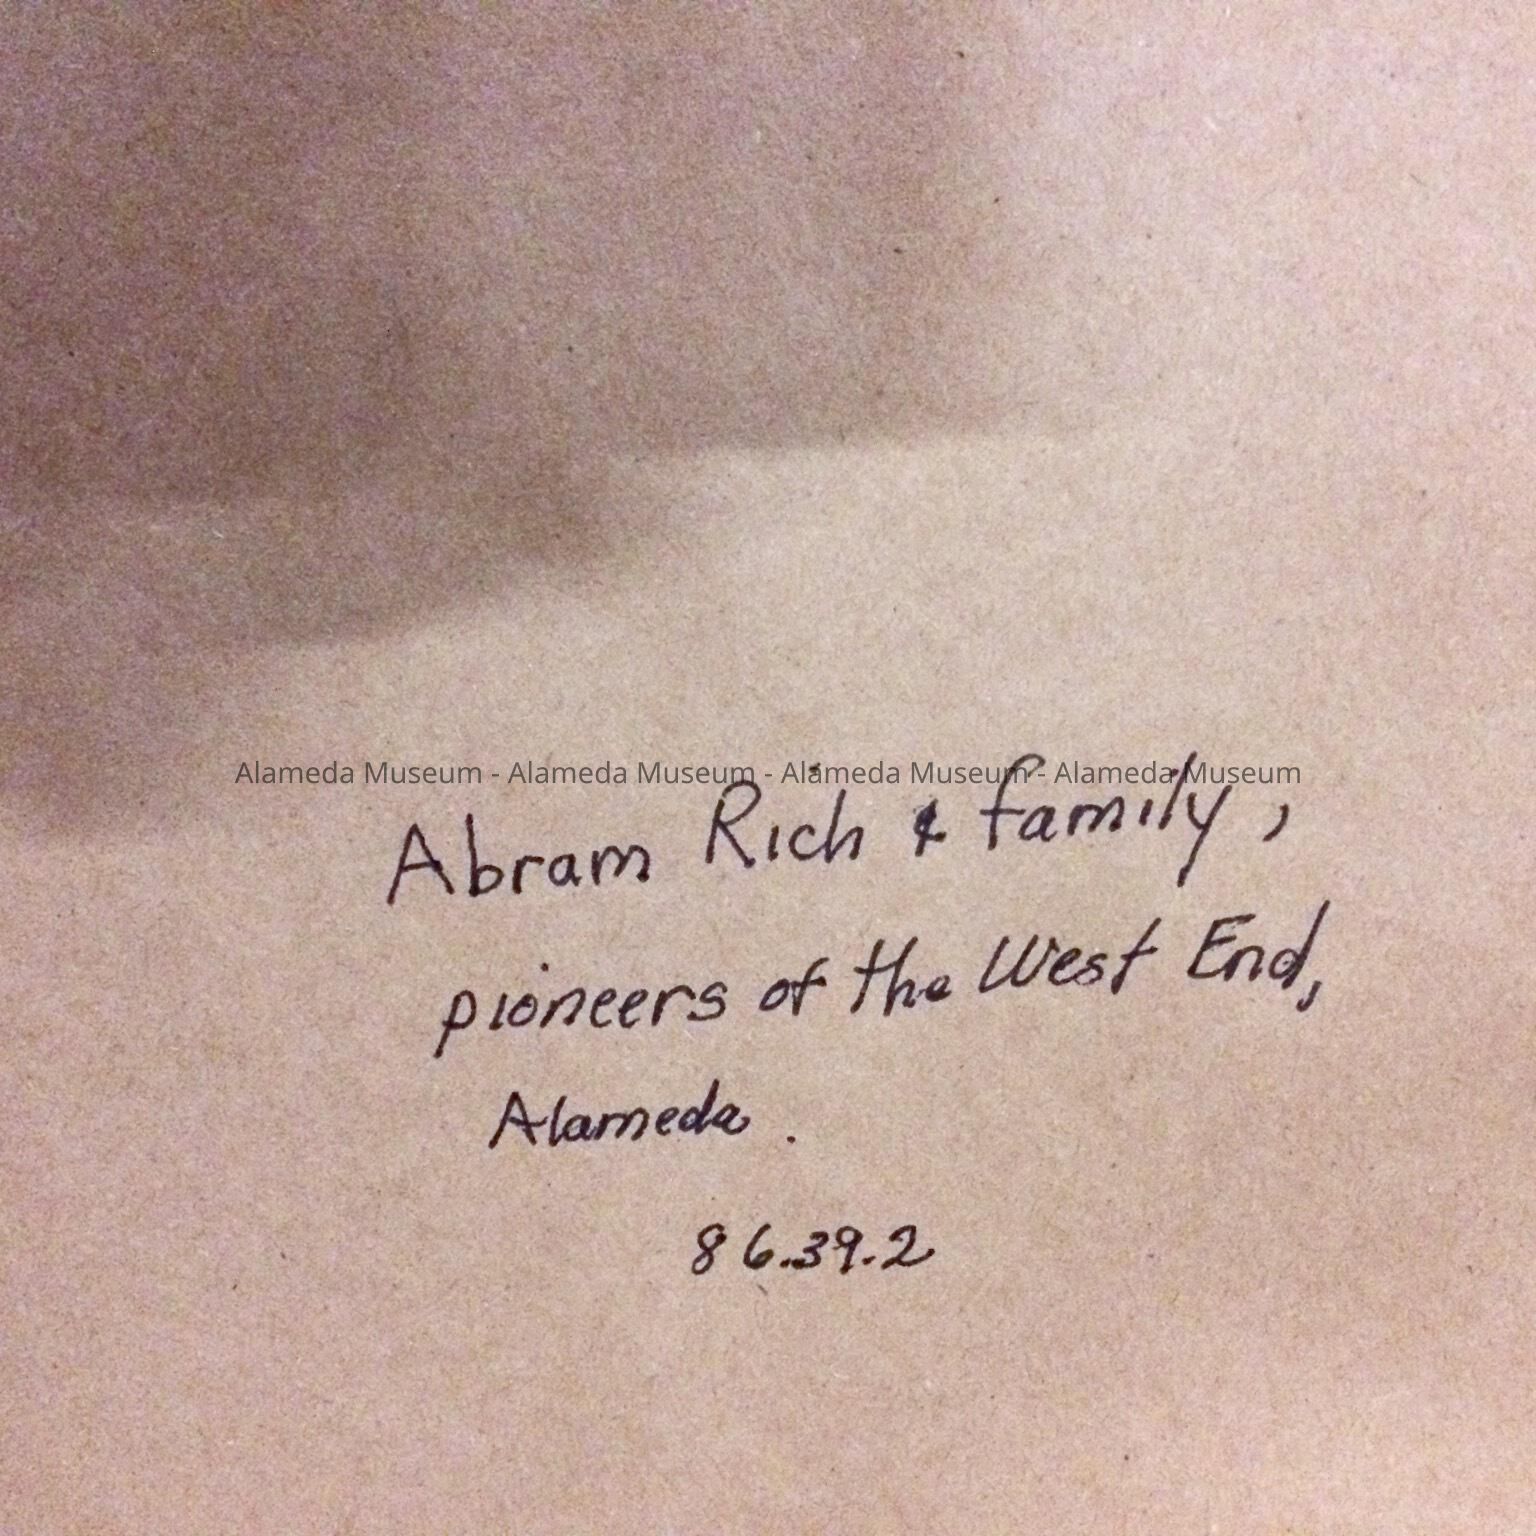 Alameda Museum - Alameda Museum - Alameda Museum - Alameda Museum
Abram Rich & family,
pioneers of the West End,
Alameda.
86.39.2